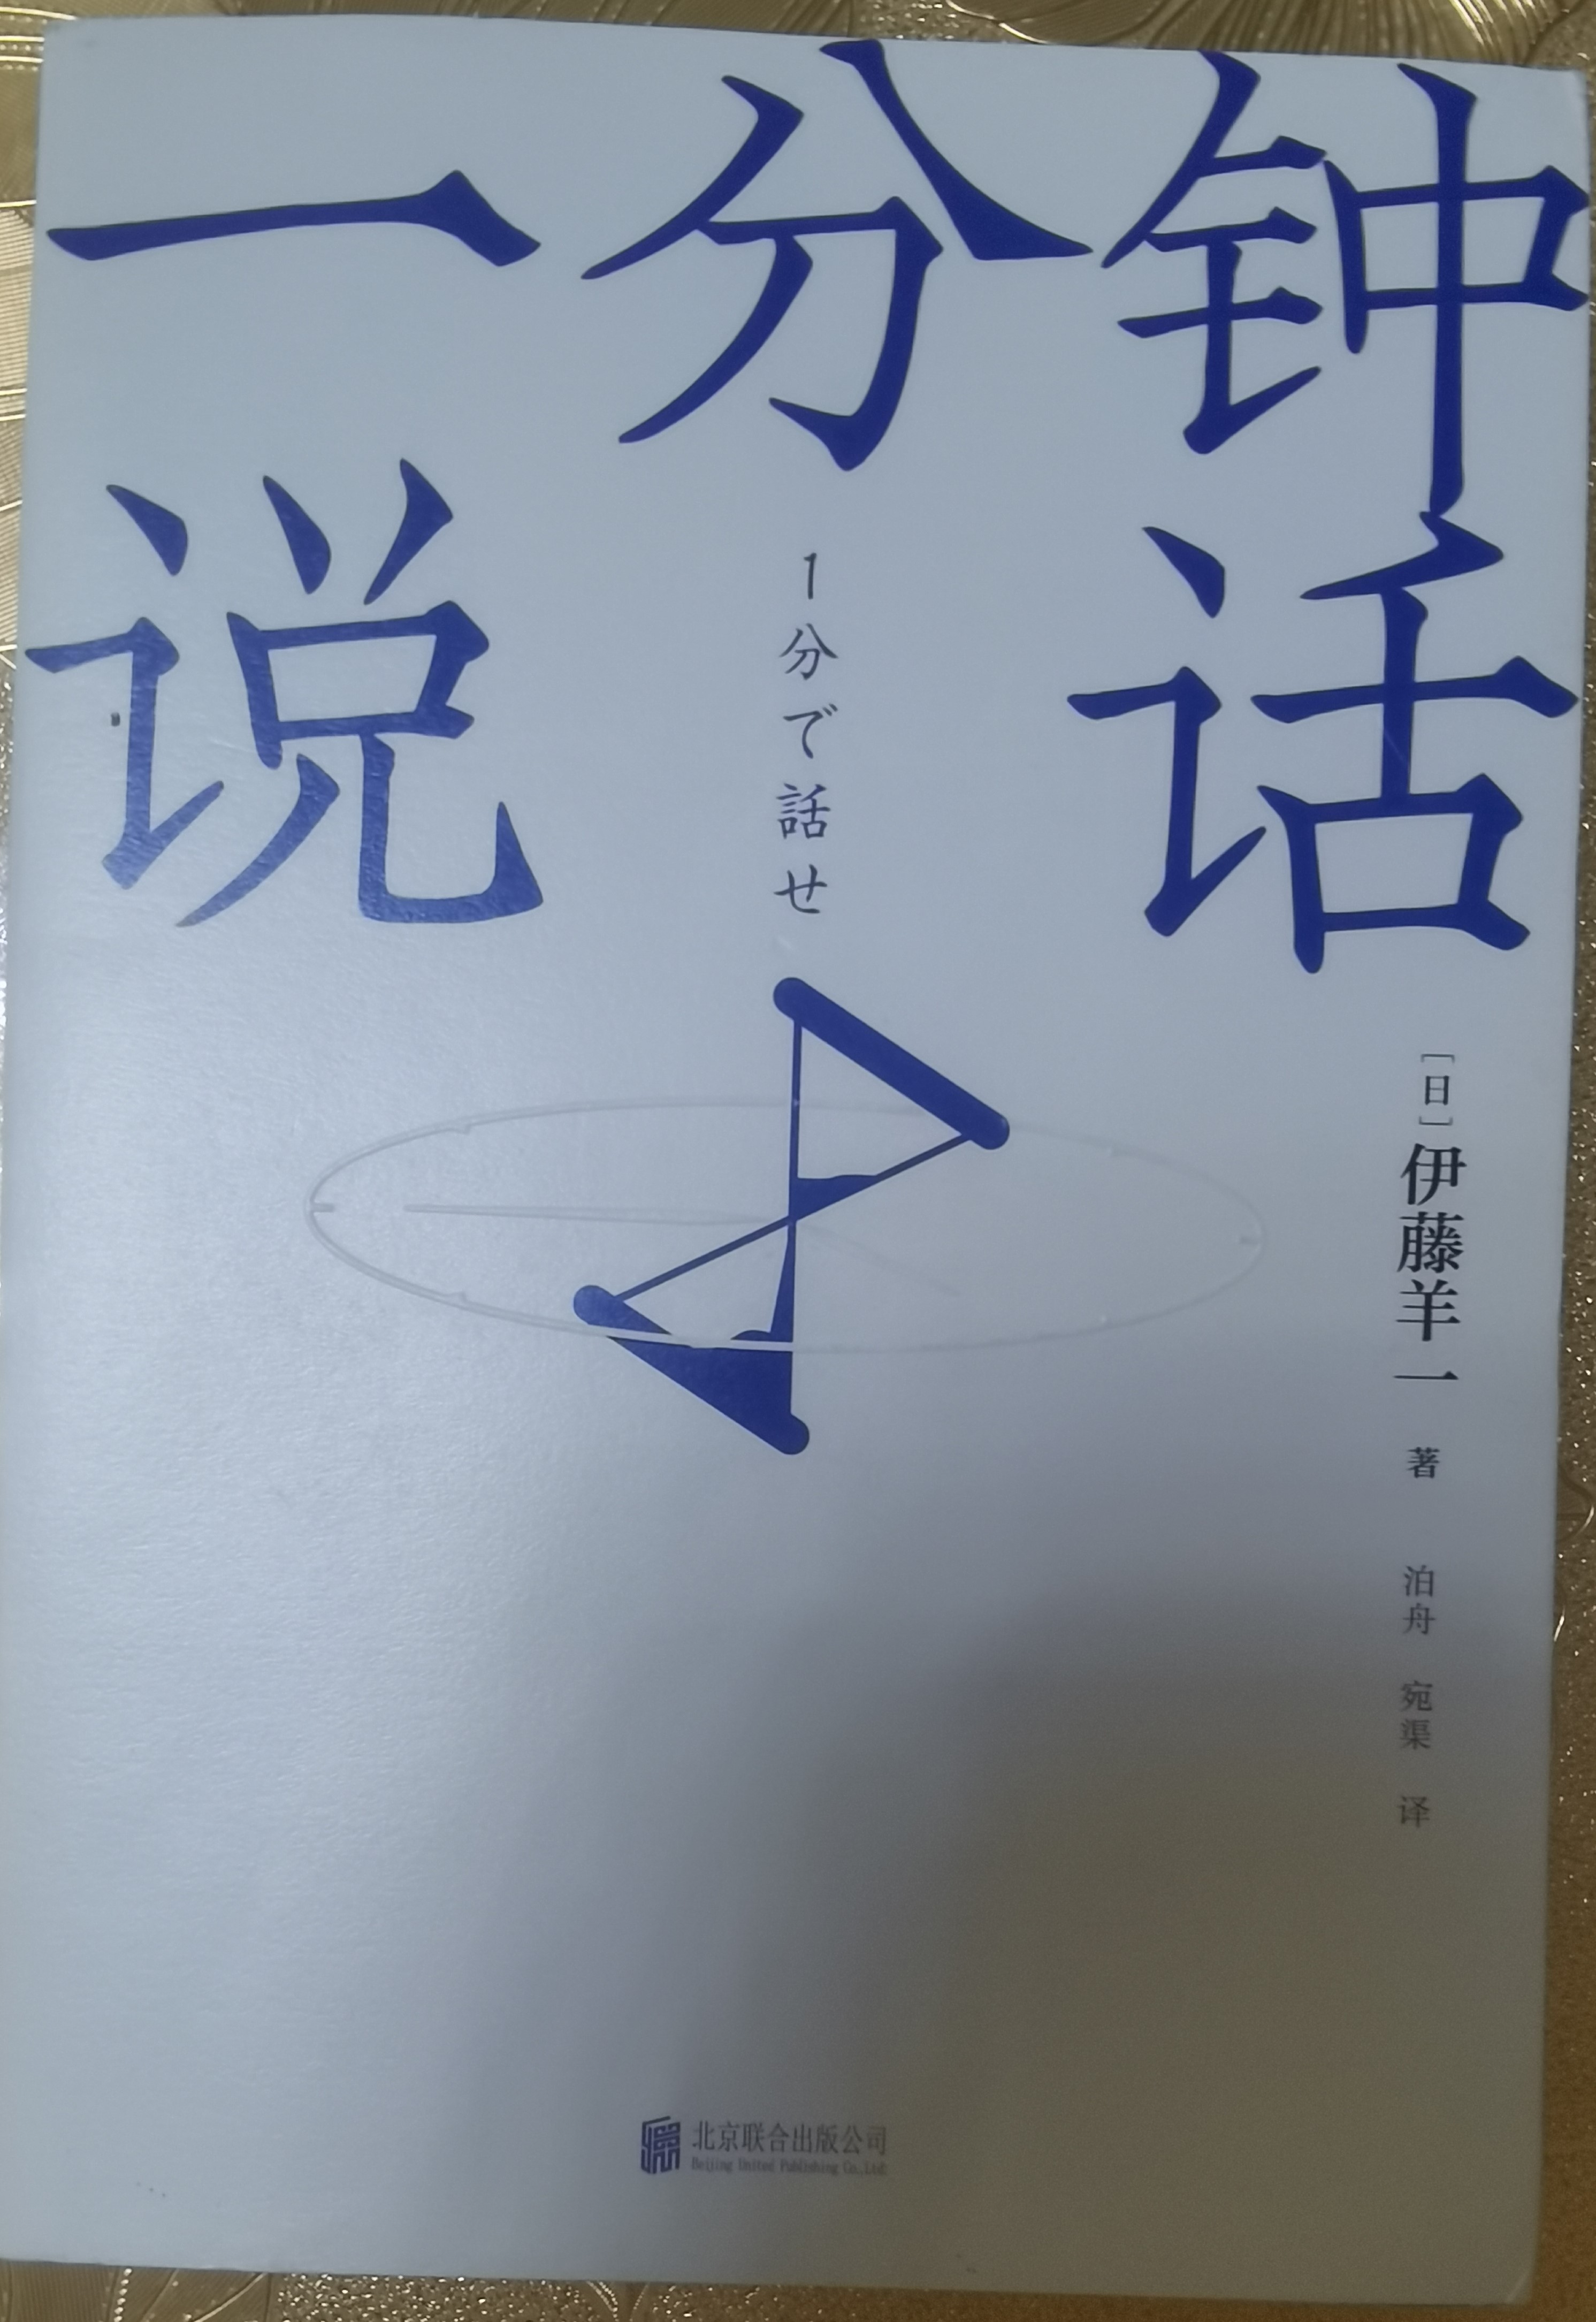 一分钟
说话
1分で話せ
［日］伊藤羊一 著 泊舟 宛渠 译
北京联合出版公司
Beijing United Publishing Co.,Ltd.